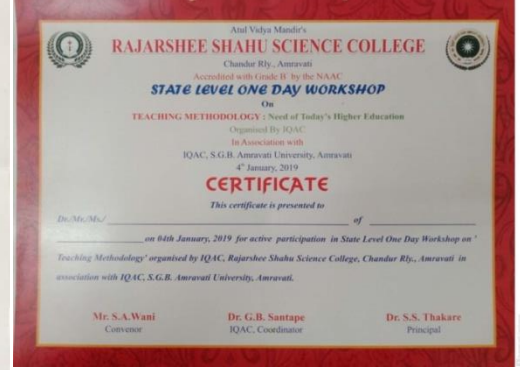 Atul Vidya Mandir's
RAJARSHEE SHAHU SCIENCE COLLEGE
Chandur Rly., Amravati
Accredited with Grade B+ by the NAAC
STATE LEVEL ONE DAY WORKSHOP
On
TEACHING METHODOLOGY : Need of Today's Higher Education
Organised By IQAC
In Association with
IQAC, S.G.B. Amravati University, Amravati
4th January, 2019
CERTIFICATE
This certificate is presented to
Dr./Mr./Ms./ of
on 04th January, 2019 for active participation in State Level One Day Workshop on '
Teaching Methodology' organised by IQAC, Rajarshee Shahu Science College, Chandur Rly., Amravati in
association with IQAC, S.G.B. Amravati University, Amravati.
Mr. S.A.Wani Dr. G.B. Santape Dr. S.S. Thakare
Convenor IQAC, Coordinator Principal